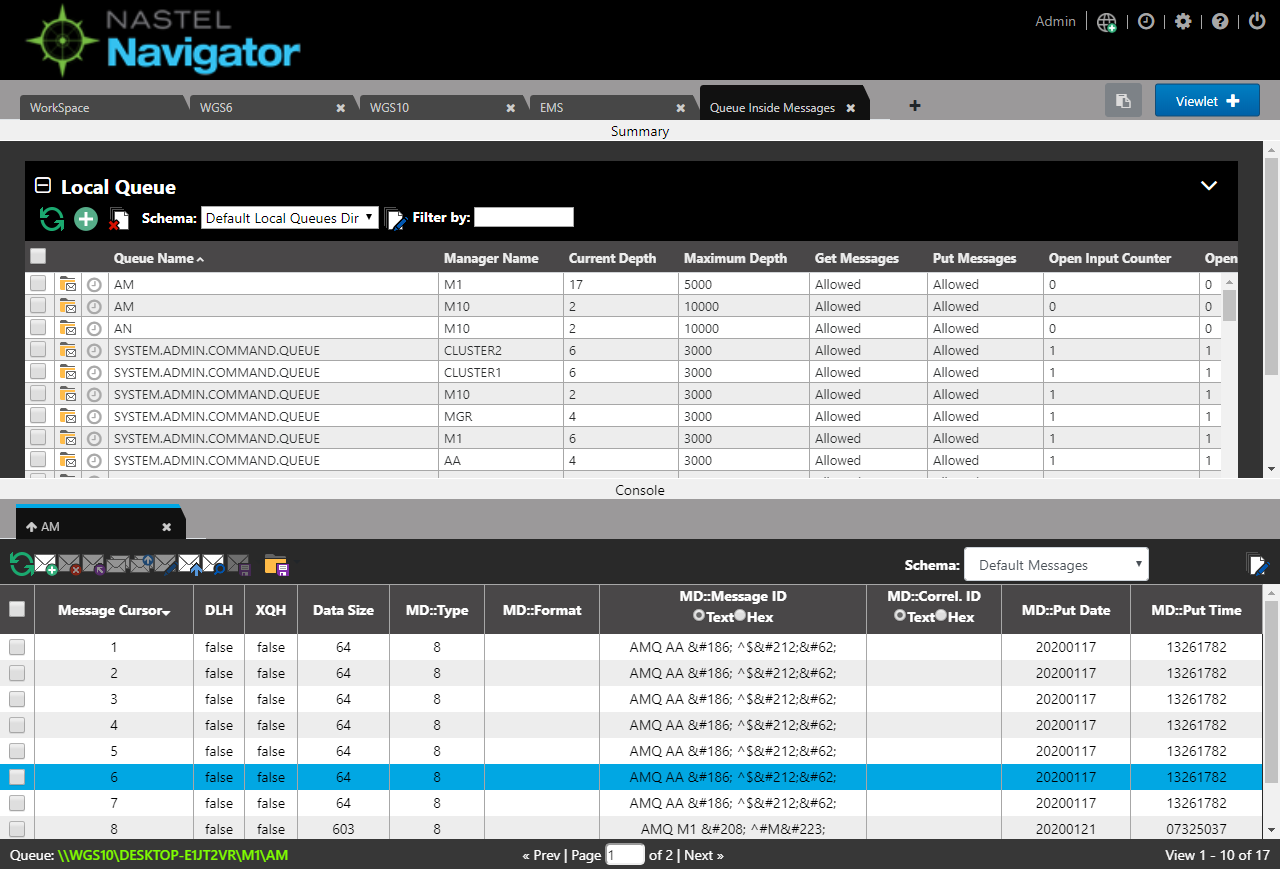 NASTEL
Navigator
Admin
WorkSpace WGS6 WGS10 EMS Queue Inside Messages Viewlet
Summary
Local Queue
Schema: Default Local Queues Dir Filter by:
Queue Name Manager Name Current Depth Maximum Depth Get Messages Put Messages Open Input Counter Open
AM M1 17 5000 Allowed Allowed 0 0
AM M10 2 10000 Allowed Allowed 0 0
AN M10 2 10000 Allowed Allowed 0 0
SYSTEM.ADMIN.COMMAND.QUEUE CLUSTER2 6 3000 Allowed Allowed 1 1
SYSTEM.ADMIN.COMMAND.QUEUE CLUSTER1 6 3000 Allowed Allowed 1 1
SYSTEM.ADMIN.COMMAND.QUEUE M10 2 3000 Allowed Allowed 1 1
SYSTEM.ADMIN.COMMAND.QUEUE MGR 4 3000 Allowed Allowed 1 1
SYSTEM.ADMIN.COMMAND.QUEUE M1 6 3000 Allowed Allowed 1 1
SYSTEM.ADMIN.COMMAND.QUEUE AA 4 3000 Allowed Allowed 1 1
Console
AM
Schema: Default Messages
Message Cursor DLH XQH Data Size MD::Type MD::Format MD::Message ID MD::Correl. ID MD::Put Date MD::Put Time
Text Hex Text Hex
1 false false 64 8 AMQ AA &#186; ^$&#212;&#62; 20200117 13261782
2 false false 64 8 AMQ AA &#186; ^$&#212;&#62; 20200117 13261782
3 false false 64 8 AMQ AA &#186; ^$&#212;&#62; 20200117 13261782
4 false false 64 8 AMQ AA &#186; ^$&#212;&#62; 20200117 13261782
5 false false 64 8 AMQ AA &#186; ^$&#212;&#62; 20200117 13261782
6 false false 64 8 AMQ AA &#186; ^$&#212;&#62; 20200117 13261782
7 false false 64 8 AMQ AA &#186; ^$&#212;&#62; 20200117 13261782
8 false false 603 8 AMQ M1 &#208; ^#M&#223; 20200121 07325037
Queue: \\WGS10\DESKTOP-E1JT2VR\M1\AM « Prev | Page 1 of 2 | Next » View 1 - 10 of 17